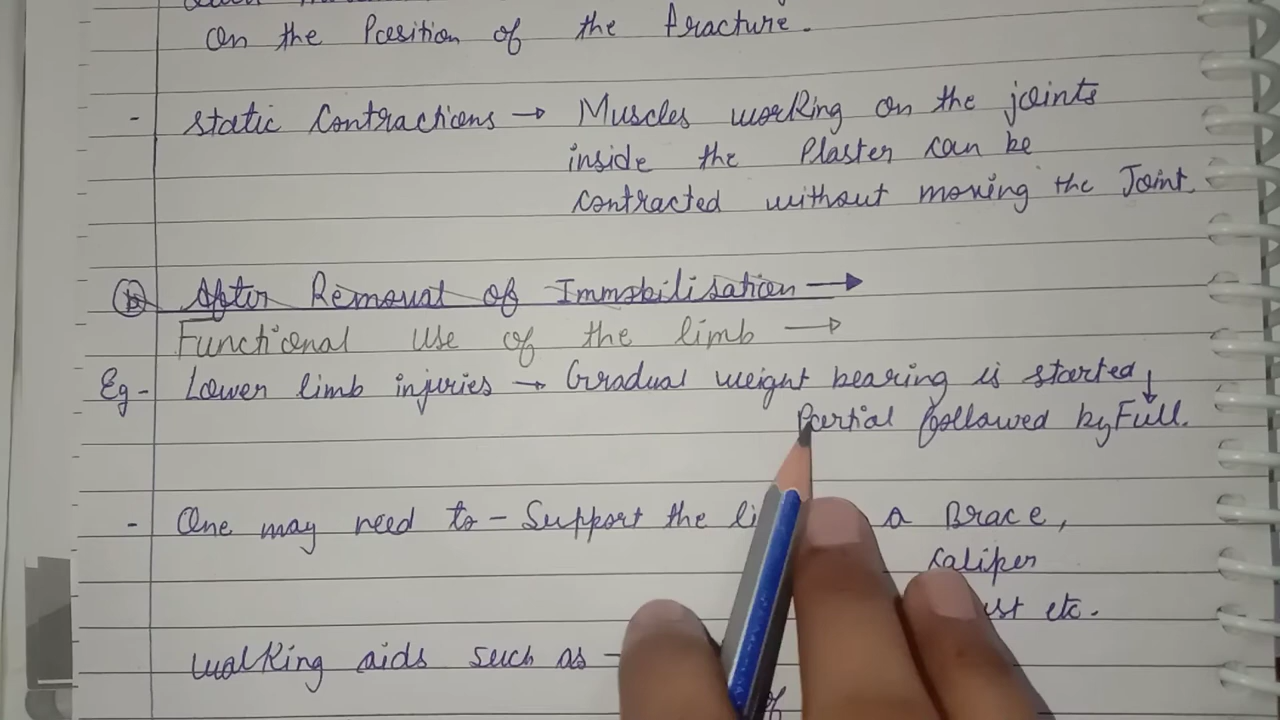 on the Position of the fracture.
- Static Contractions → Muscles working on the joints
inside the Plaster can be
contracted without moving the Joint.
(b) After Removal of Immobilisation →
Functional use of the limb →
Eg- Lower limb injuries → Gradual weight bearing is started ↓
Partial followed by Full.
- One may need to - Support the a Brace,
caliper
etc.
walking aids such as -
of